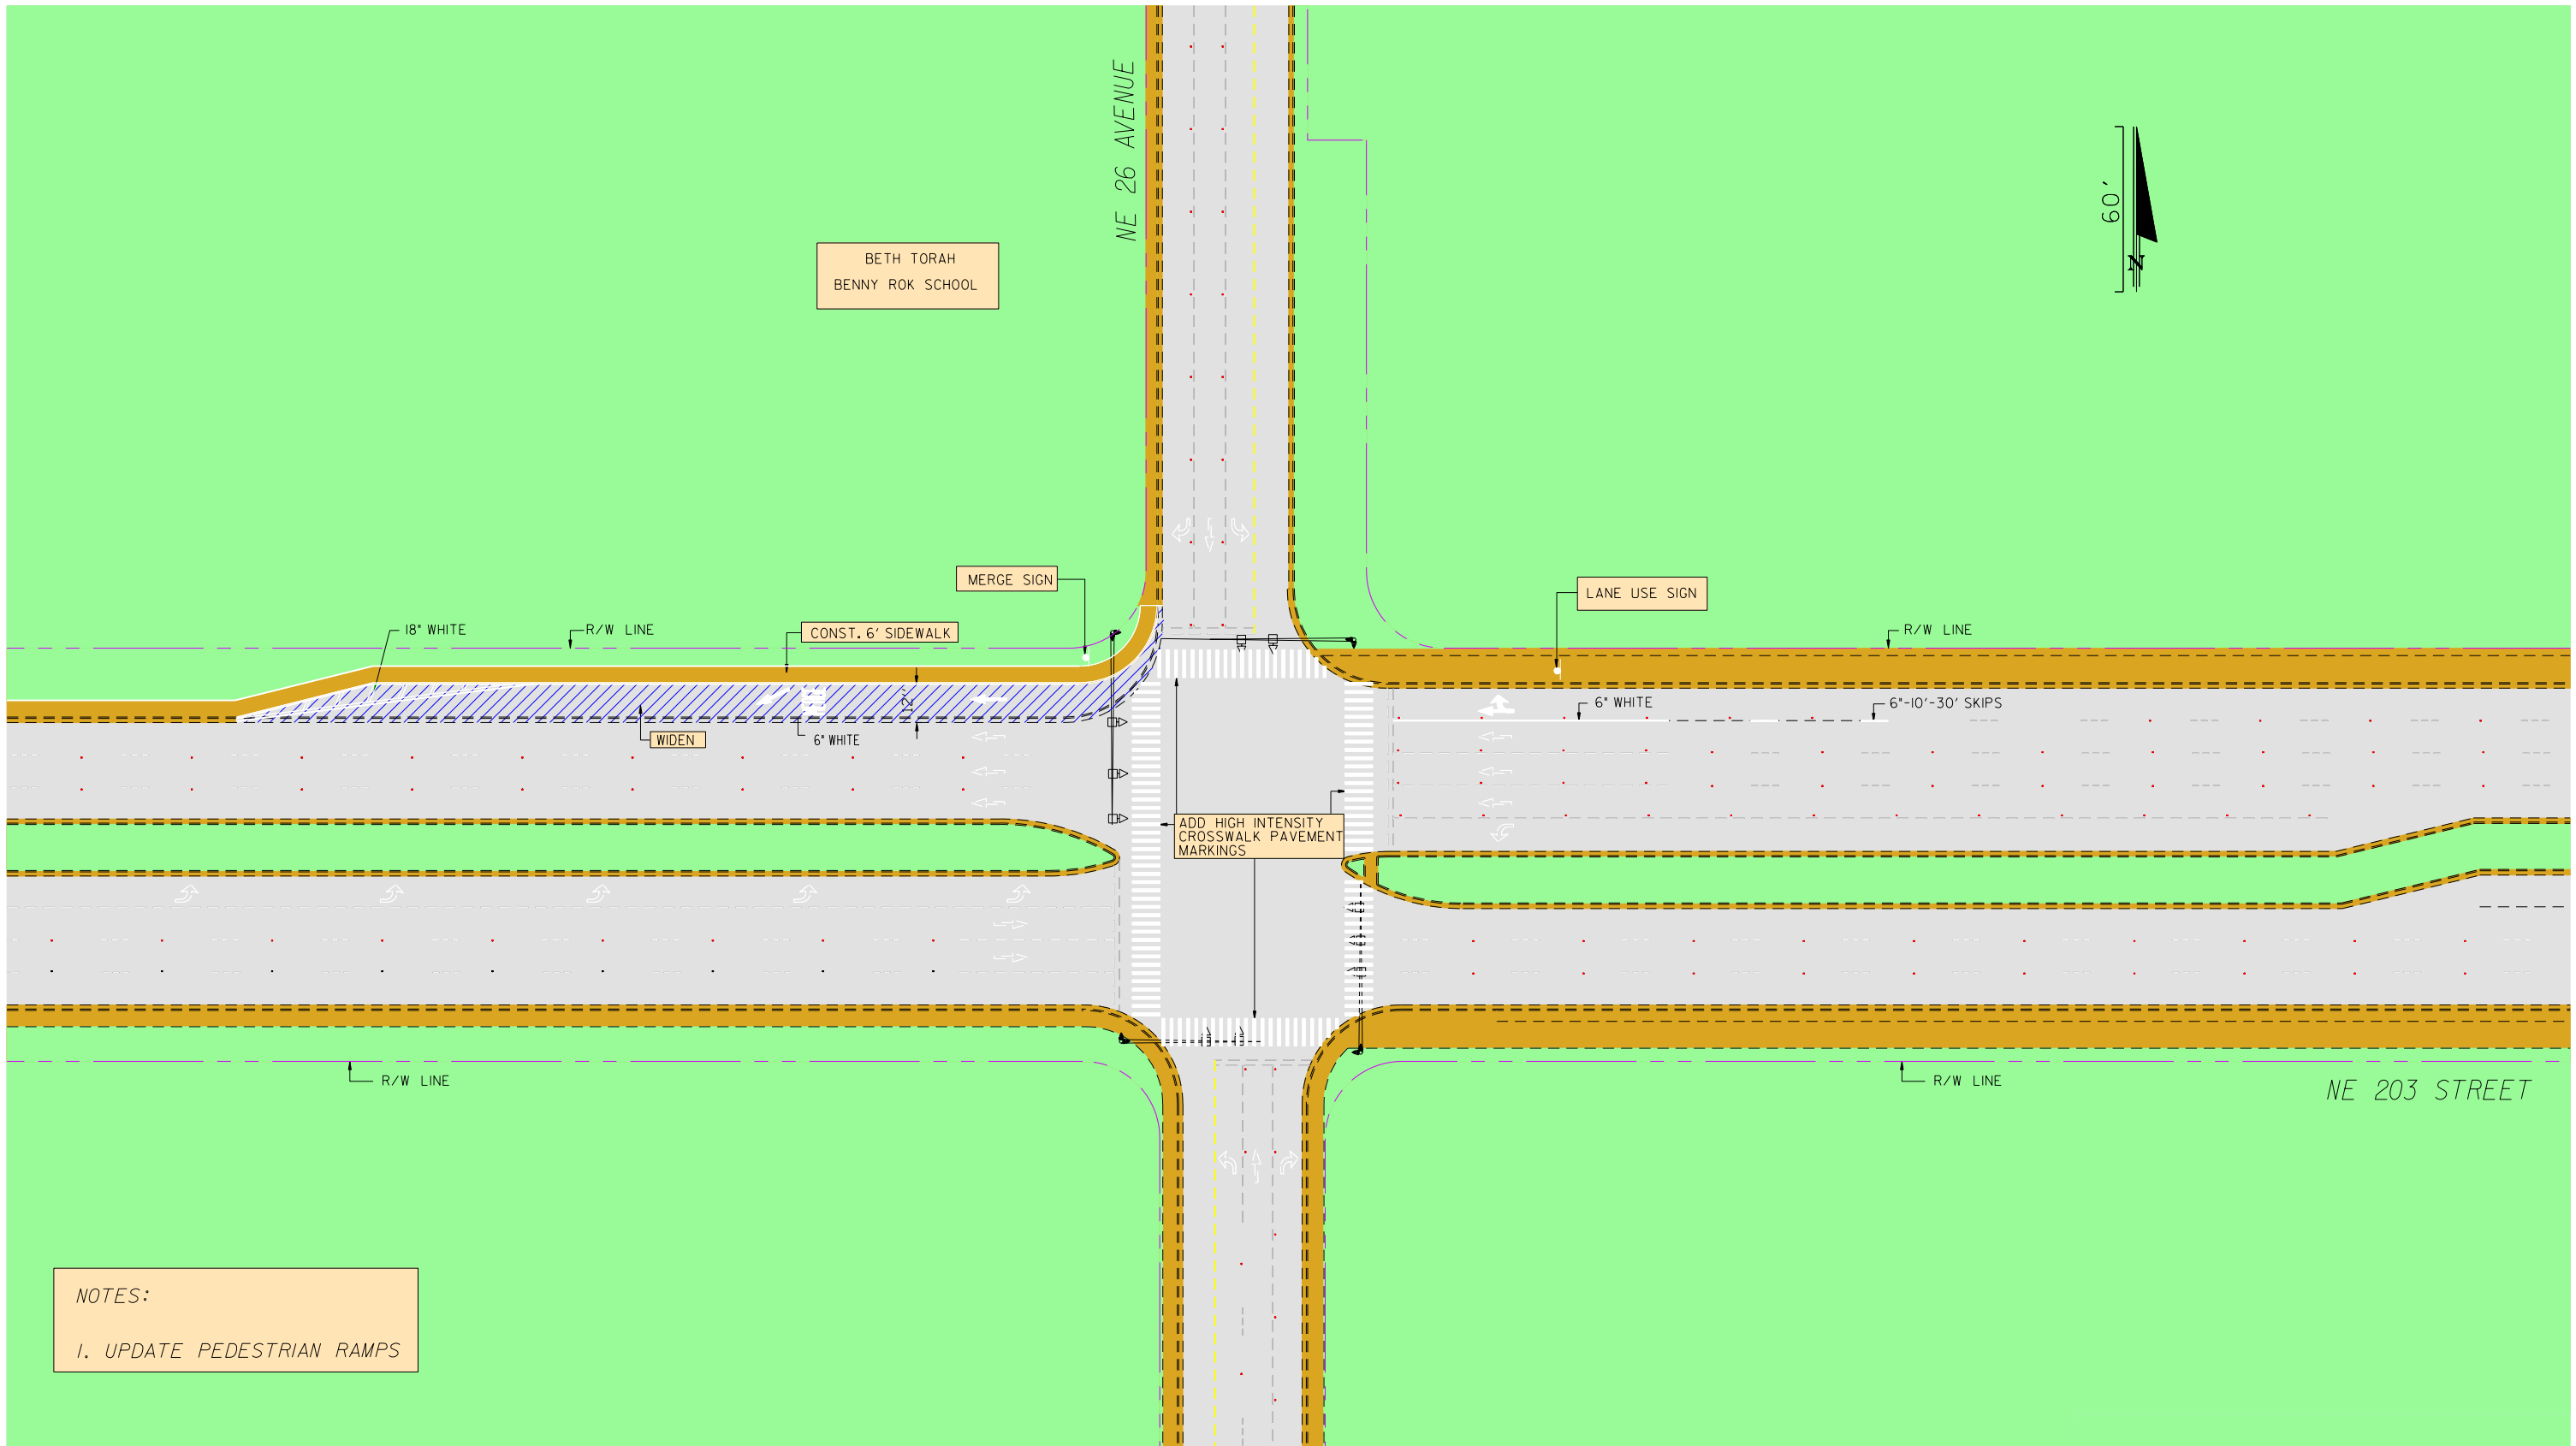 NE 26 AVENUE
60'
N
BETH TORAH
BENNY ROK SCHOOL
MERGE SIGN
LANE USE SIGN
18" WHITE
R/W LINE
CONST. 6' SIDEWALK
R/W LINE
12'
6" WHITE
6"-10'-30' SKIPS
WIDEN
6" WHITE
ADD HIGH INTENSITY
CROSSWALK PAVEMENT
MARKINGS
R/W LINE
R/W LINE
NE 203 STREET
NOTES:
1. UPDATE PEDESTRIAN RAMPS